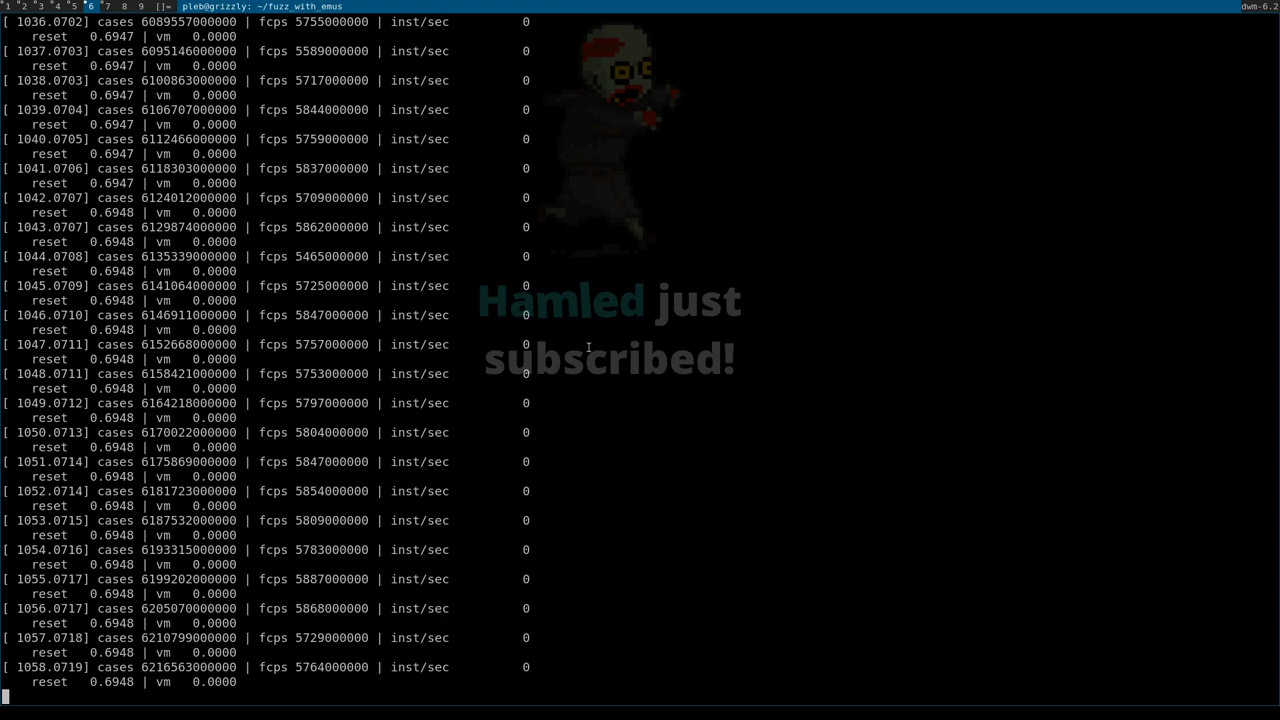 1 2 3 4 5 6 7 8 9 []= pleb@grizzly: ~/fuzz_with_emus dwm-6.2
[ 1036.0702] cases 6089557000000 | fcps 5755000000 | inst/sec 0
reset 0.6947 | vm 0.0000
[ 1037.0703] cases 6095146000000 | fcps 5589000000 | inst/sec 0
reset 0.6947 | vm 0.0000
[ 1038.0703] cases 6100863000000 | fcps 5717000000 | inst/sec 0
reset 0.6947 | vm 0.0000
[ 1039.0704] cases 6106707000000 | fcps 5844000000 | inst/sec 0
reset 0.6947 | vm 0.0000
[ 1040.0705] cases 6112466000000 | fcps 5759000000 | inst/sec 0
reset 0.6947 | vm 0.0000
[ 1041.0706] cases 6118303000000 | fcps 5837000000 | inst/sec 0
reset 0.6947 | vm 0.0000
[ 1042.0707] cases 6124012000000 | fcps 5709000000 | inst/sec 0
reset 0.6948 | vm 0.0000
[ 1043.0707] cases 6129874000000 | fcps 5862000000 | inst/sec 0
reset 0.6948 | vm 0.0000
[ 1044.0708] cases 6135339000000 | fcps 5465000000 | inst/sec 0
reset 0.6948 | vm 0.0000
[ 1045.0709] cases 6141064000000 | fcps 5725000000 | inst/sec 0
reset 0.6948 | vm 0.0000
Hamled just
[ 1046.0710] cases 6146911000000 | fcps 5847000000 | inst/sec 0
reset 0.6948 | vm 0.0000
[ 1047.0711] cases 6152668000000 | fcps 5757000000 | inst/sec 0
reset 0.6948 | vm 0.0000
subscribed!
[ 1048.0711] cases 6158421000000 | fcps 5753000000 | inst/sec 0
reset 0.6948 | vm 0.0000
[ 1049.0712] cases 6164218000000 | fcps 5797000000 | inst/sec 0
reset 0.6948 | vm 0.0000
[ 1050.0713] cases 6170022000000 | fcps 5804000000 | inst/sec 0
reset 0.6948 | vm 0.0000
[ 1051.0714] cases 6175869000000 | fcps 5847000000 | inst/sec 0
reset 0.6948 | vm 0.0000
[ 1052.0714] cases 6181723000000 | fcps 5854000000 | inst/sec 0
reset 0.6948 | vm 0.0000
[ 1053.0715] cases 6187532000000 | fcps 5809000000 | inst/sec 0
reset 0.6948 | vm 0.0000
[ 1054.0716] cases 6193315000000 | fcps 5783000000 | inst/sec 0
reset 0.6948 | vm 0.0000
[ 1055.0717] cases 6199202000000 | fcps 5887000000 | inst/sec 0
reset 0.6948 | vm 0.0000
[ 1056.0717] cases 6205070000000 | fcps 5868000000 | inst/sec 0
reset 0.6948 | vm 0.0000
[ 1057.0718] cases 6210799000000 | fcps 5729000000 | inst/sec 0
reset 0.6948 | vm 0.0000
[ 1058.0719] cases 6216563000000 | fcps 5764000000 | inst/sec 0
reset 0.6948 | vm 0.0000